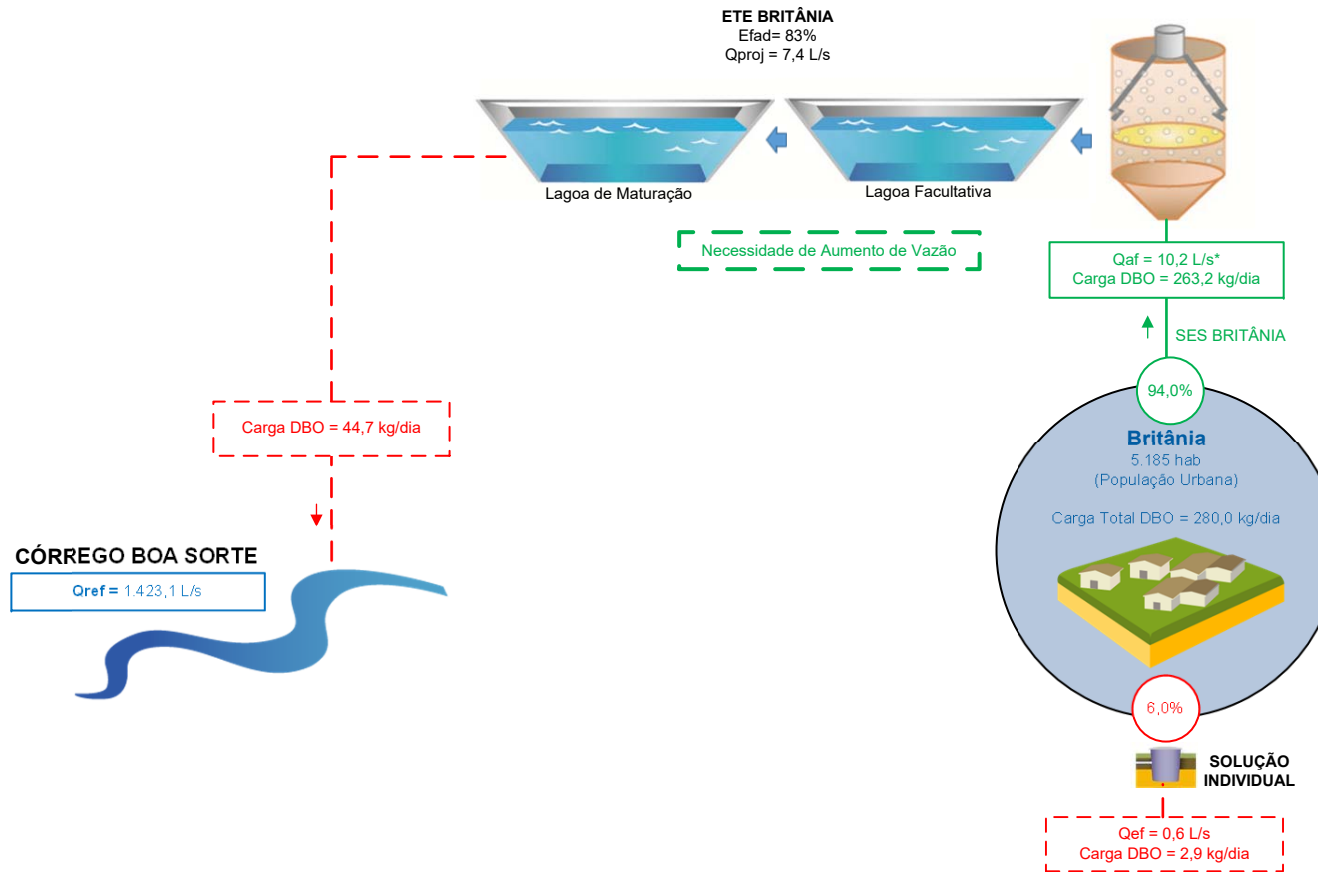 ETE BRITÂNIA
Efad= 83%
Qproj = 7,4 L/s
Lagoa de Maturação
Lagoa Facultativa
Necessidade de Aumento de Vazão
Qaf = 10,2 L/s*
Carga DBO = 263,2 kg/dia
SES BRITÂNIA
94,0%
Britânia
5.185 hab
(População Urbana)
Carga Total DBO = 280,0 kg/dia
Carga DBO = 44,7 kg/dia
CÓRREGO BOA SORTE
Qref = 1.423,1 L/s
6,0%
SOLUÇÃO
INDIVIDUAL
Qef = 0,6 L/s
Carga DBO = 2,9 kg/dia